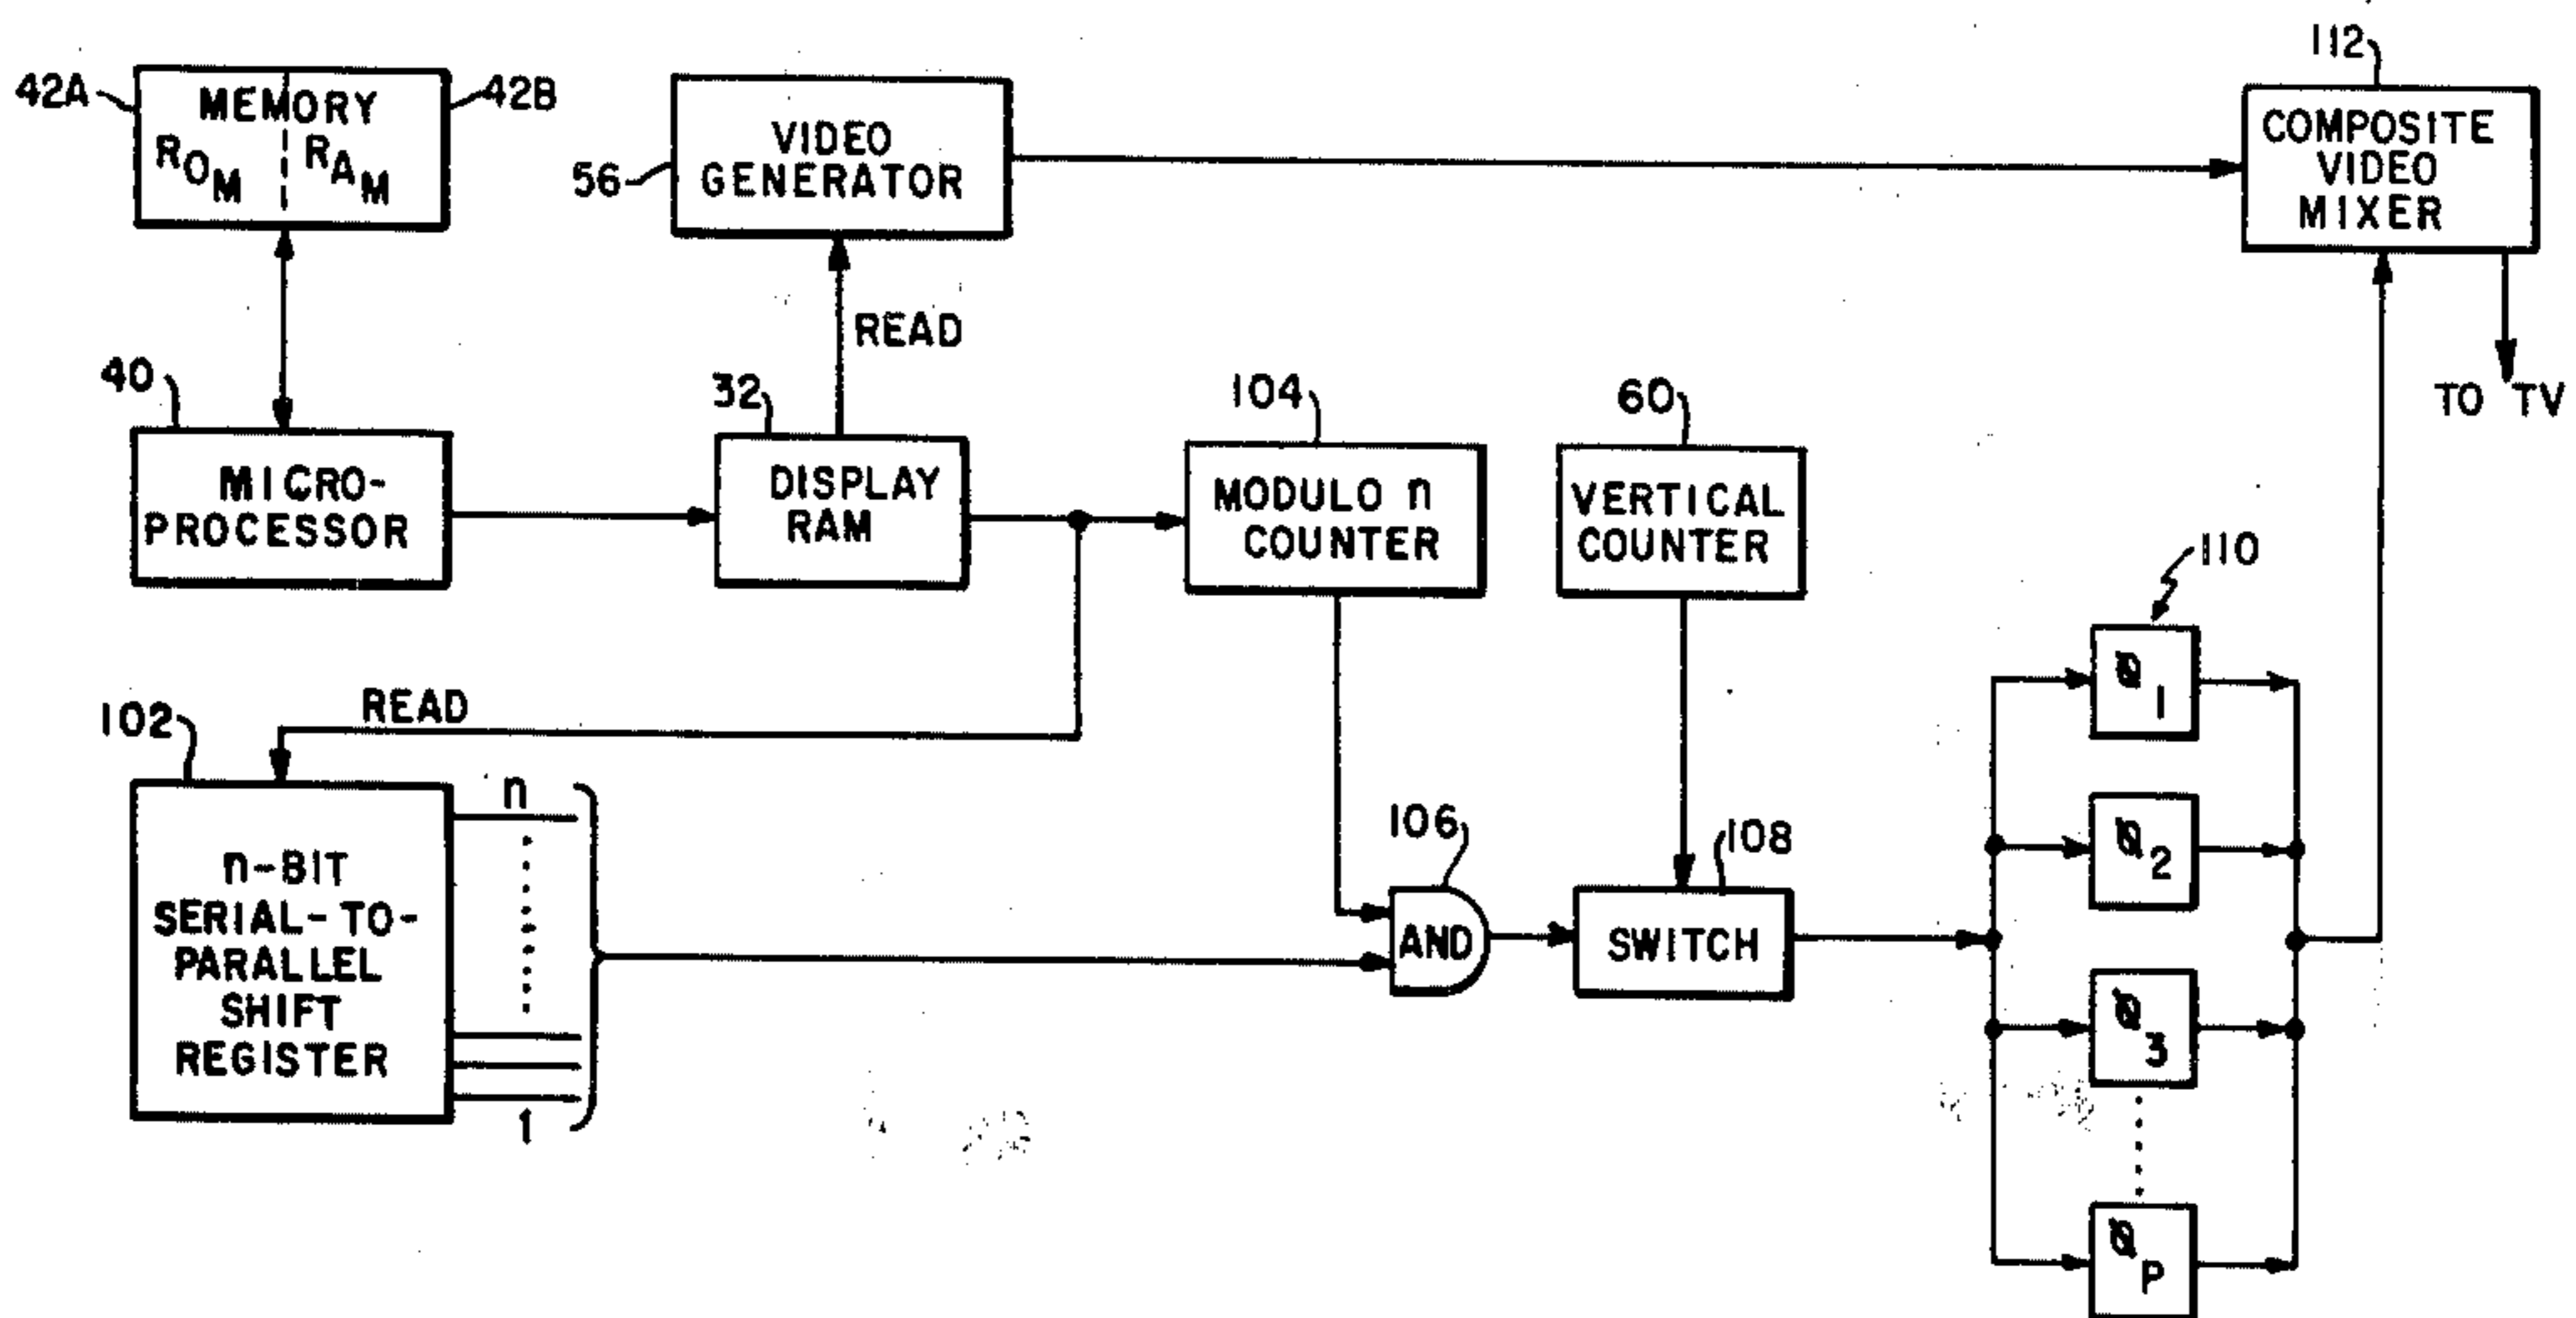 112
42A
MEMORY
ROM
RAM
42B
56
VIDEO
GENERATOR
COMPOSITE
VIDEO
MIXER
READ
TO TV
40
MICRO-
PROCESSOR
32
DISPLAY
RAM
104
MODULO n
COUNTER
60
VERTICAL
COUNTER
110
READ
102
n-BIT
SERIAL-TO-
PARALLEL
SHIFT
REGISTER
n
1
106
AND
108
SWITCH
Ø1
Ø2
Ø3
ØP